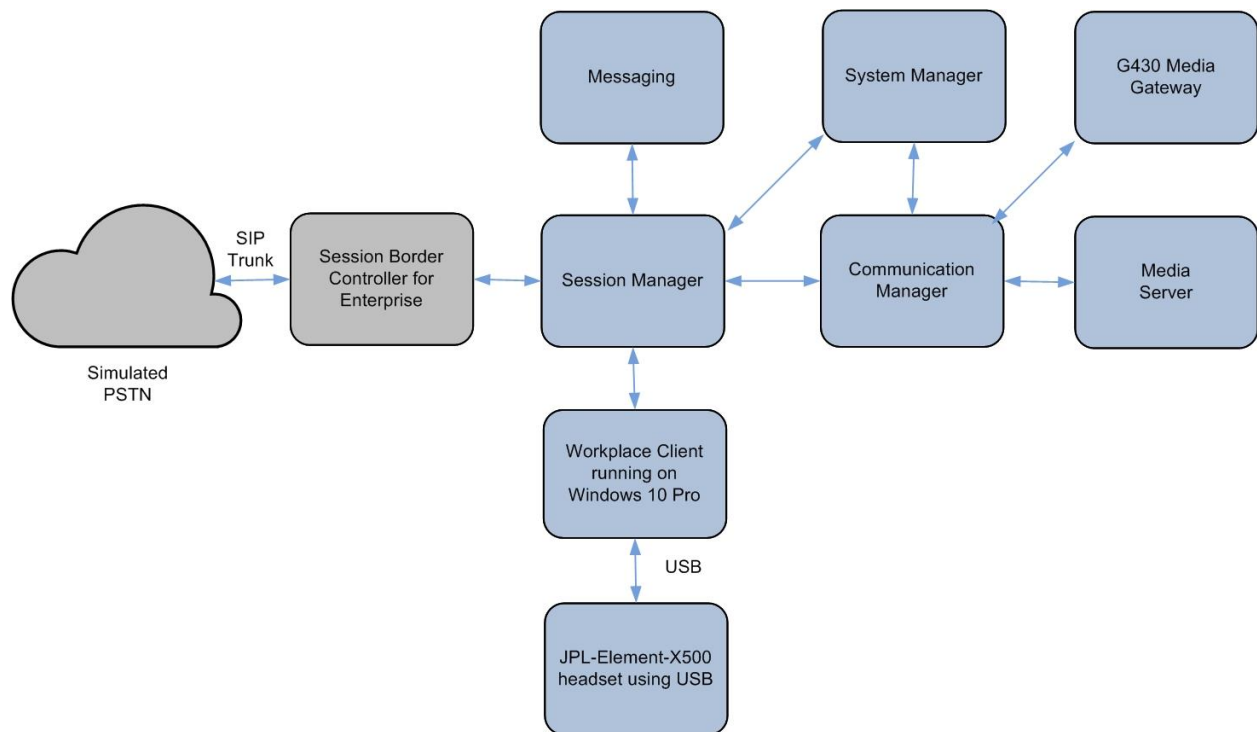 Messaging
System Manager
G430 Media
Gateway
SIP
Trunk
Session Border
Controller for
Enterprise
Session Manager
Communication
Manager
Media
Server
Simulated
PSTN
Workplace Client
running on
Windows 10 Pro
USB
JPL-Element-X500
headset using USB